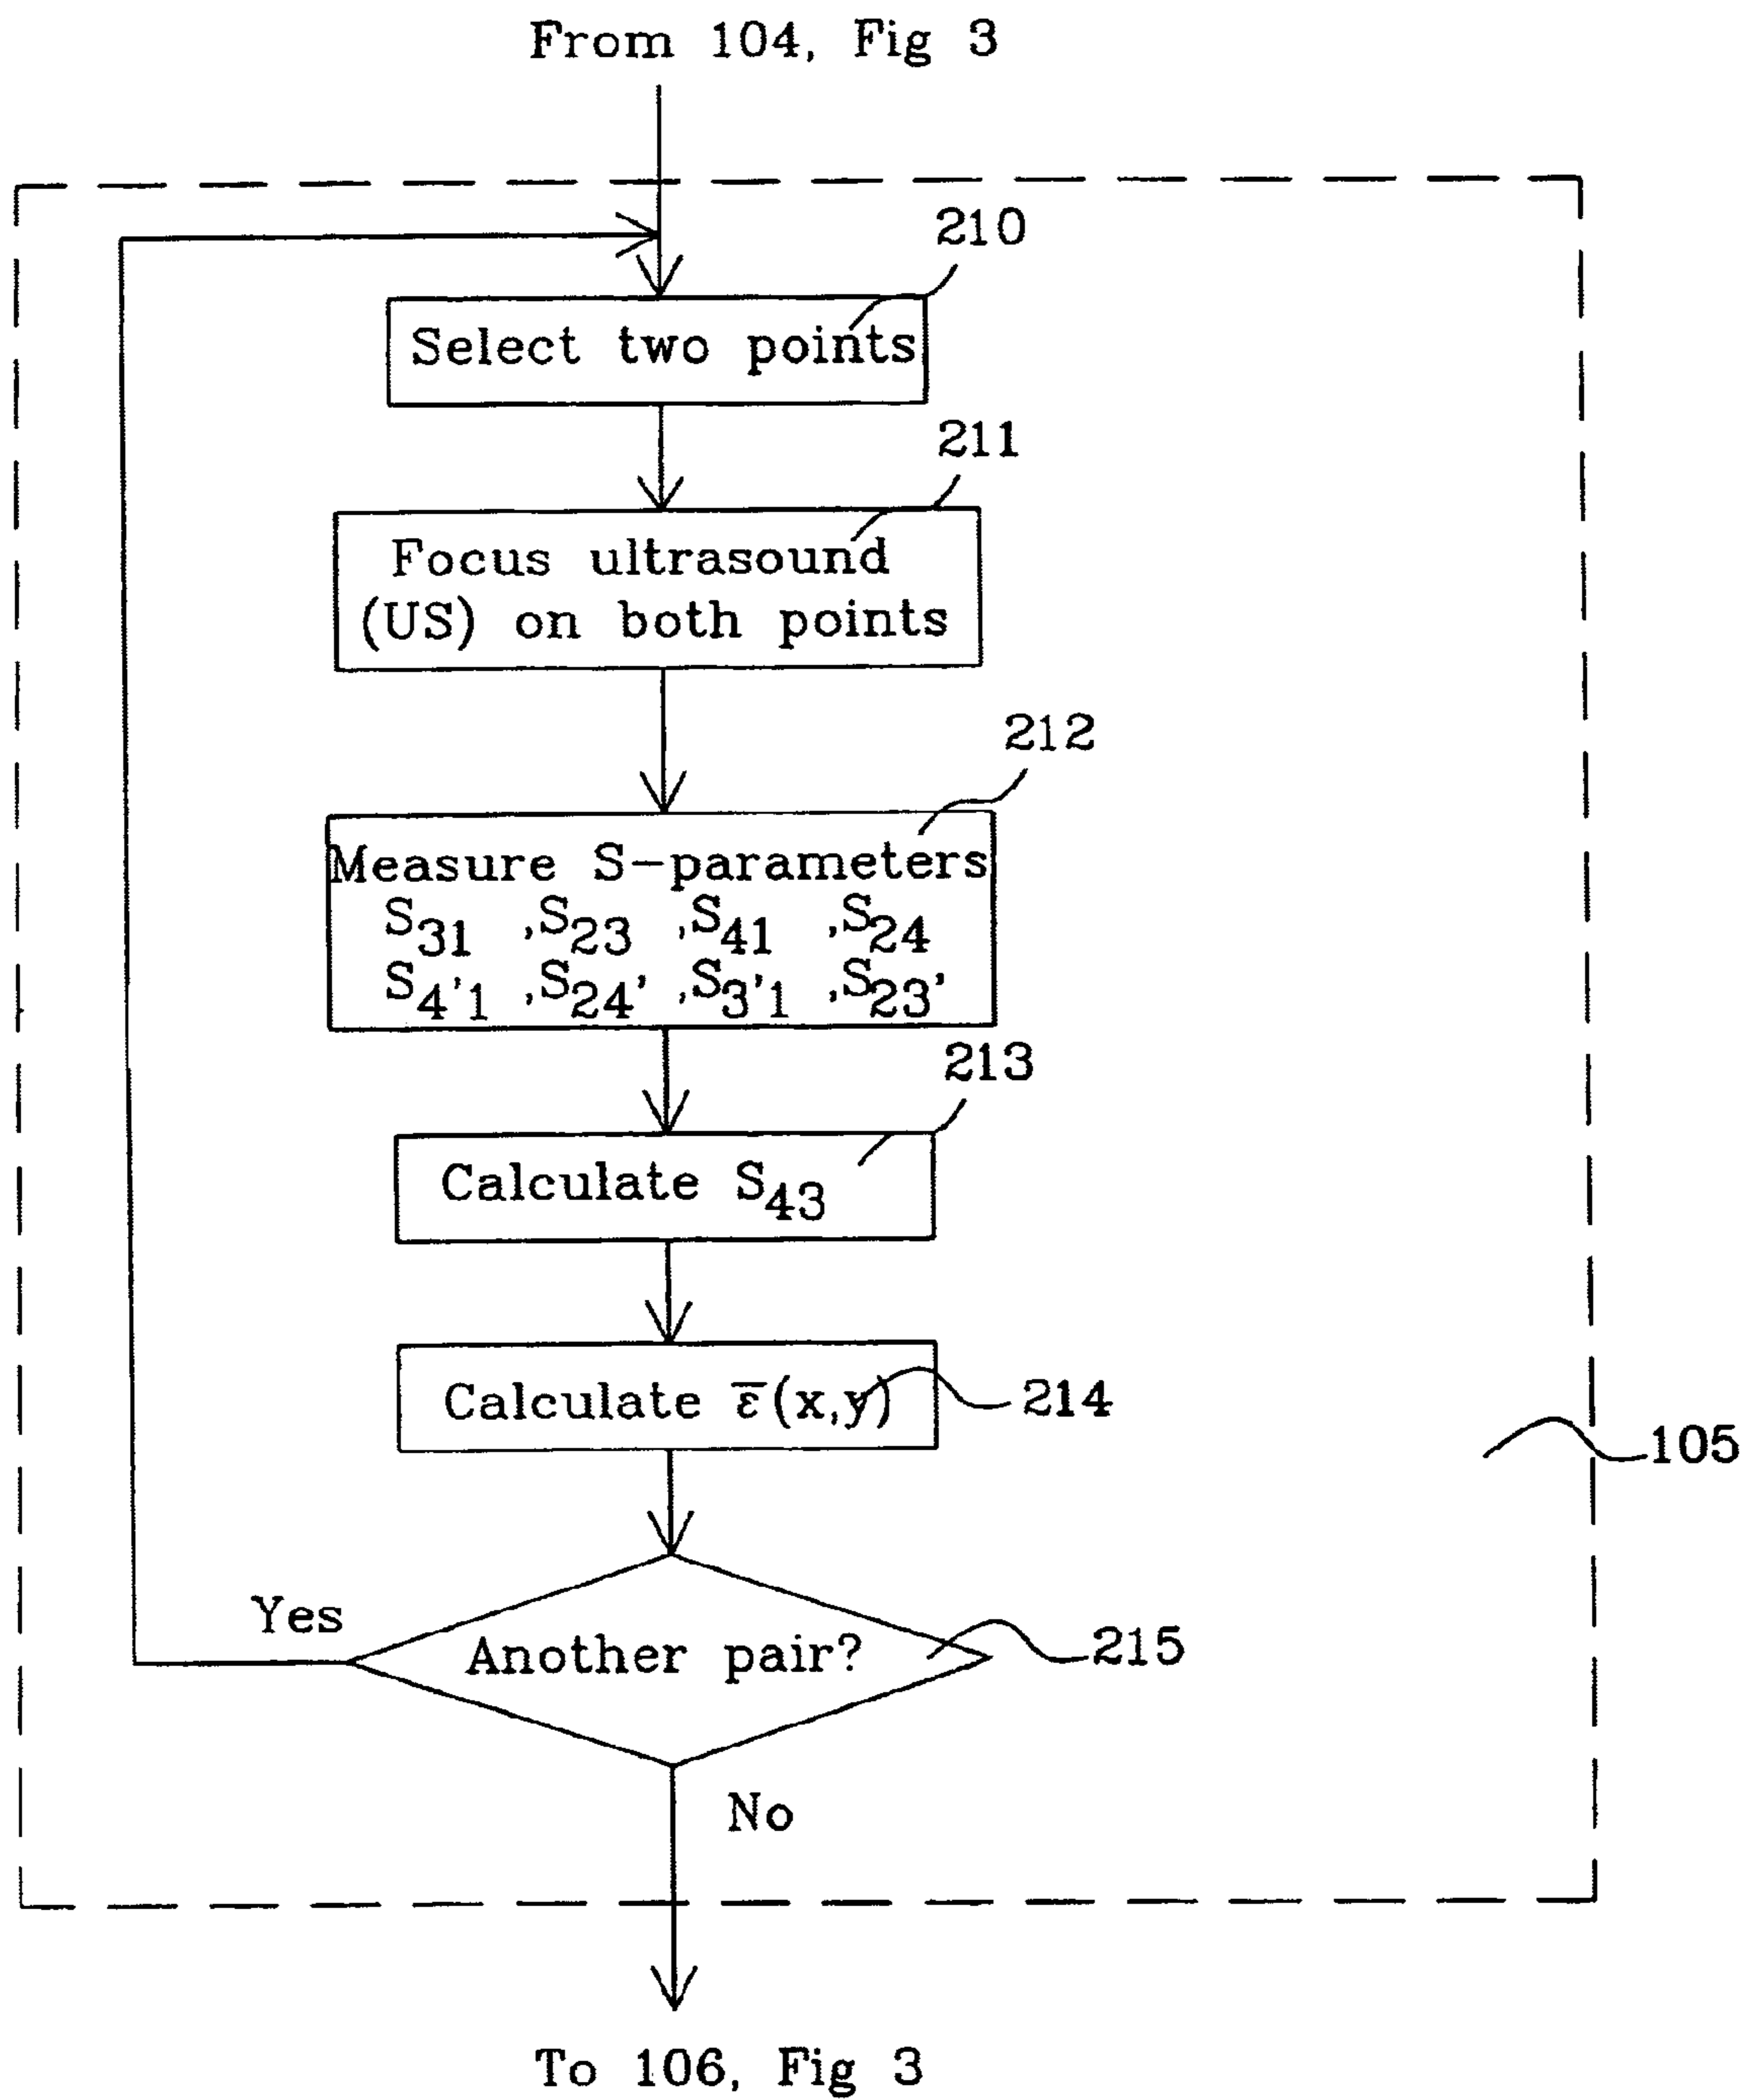 From 104, Fig 3
210
Select two points
211
Focus ultrasound
(US) on both points
212
Measure S-parameters
S31 ,S23 ,S41 ,S24
S4'1 ,S24' ,S3'1 ,S23'
213
Calculate S43
Calculate ε̅(x,y)
214
105
Yes
Another pair?
215
No
To 106, Fig 3